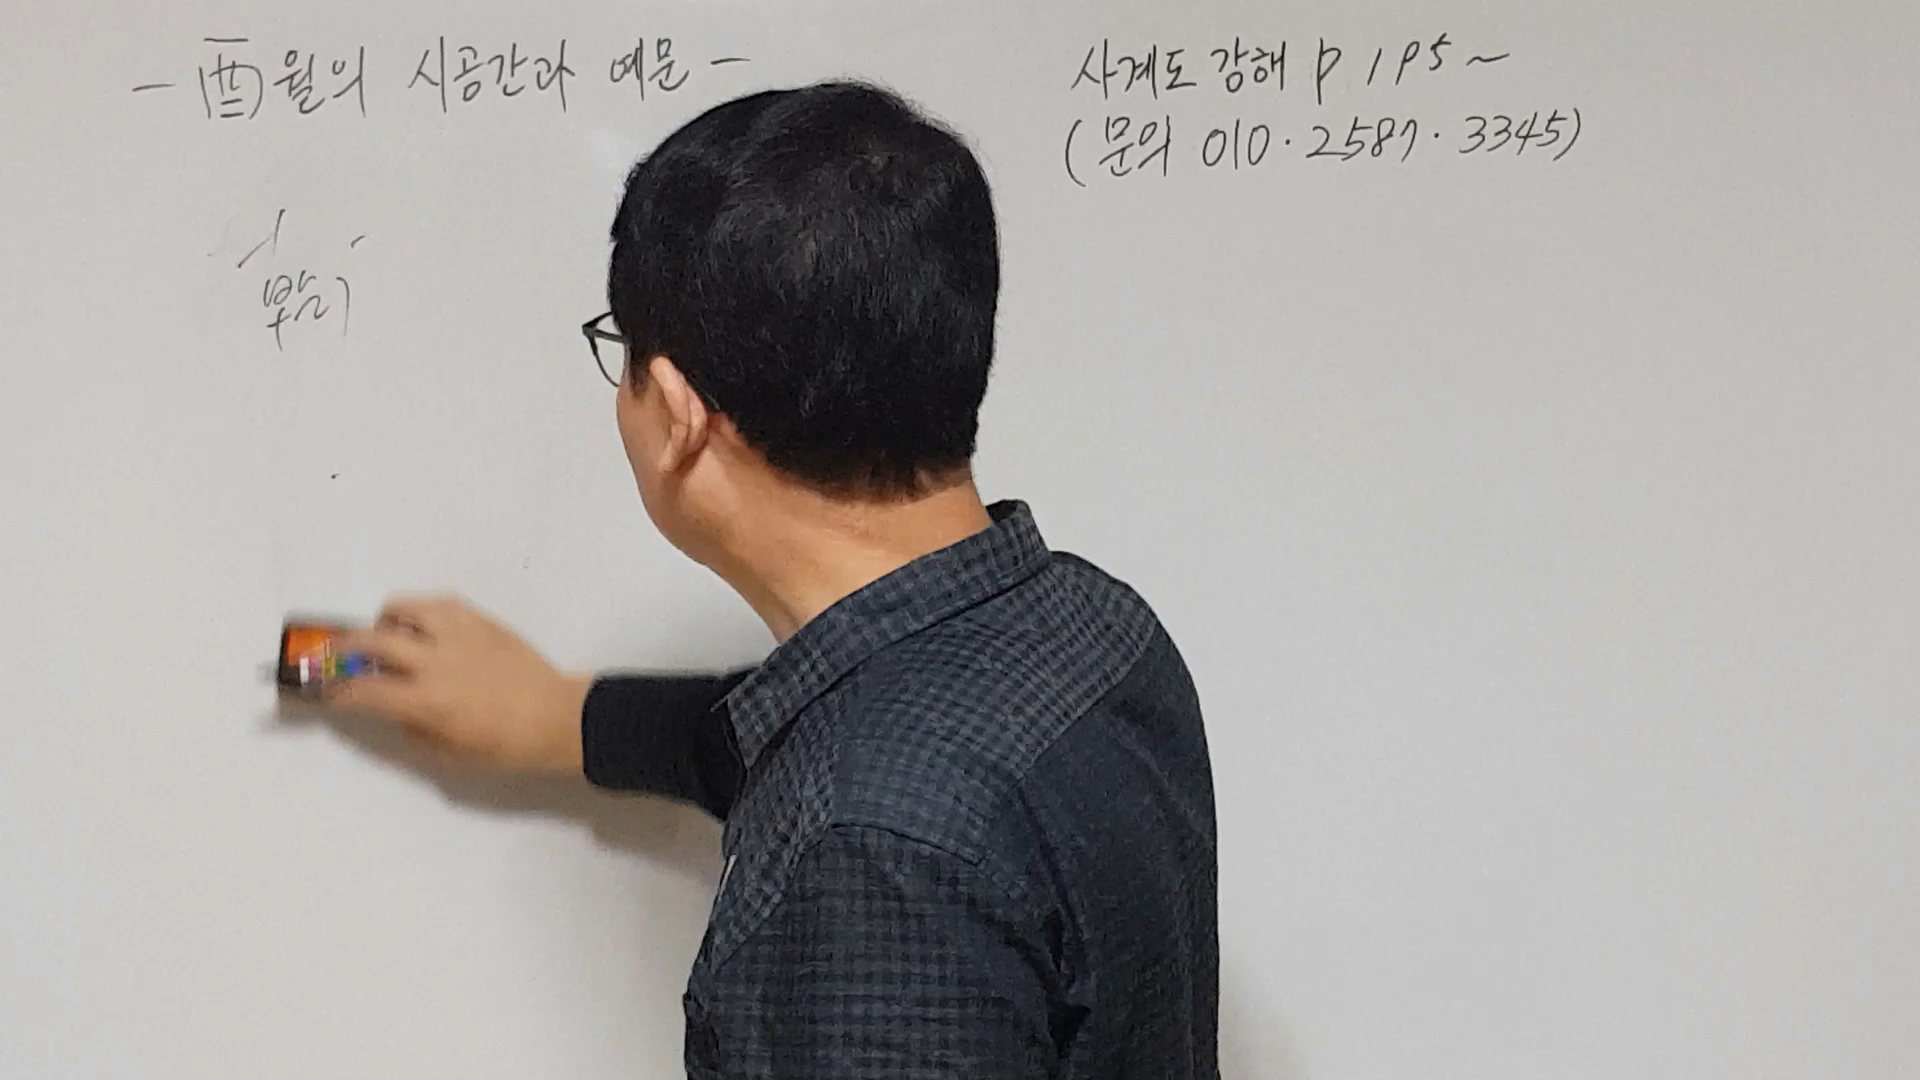 - 酉월의 시공간과 예문 -
사계도 강해 P 195~
(문의 010·2587·3345)